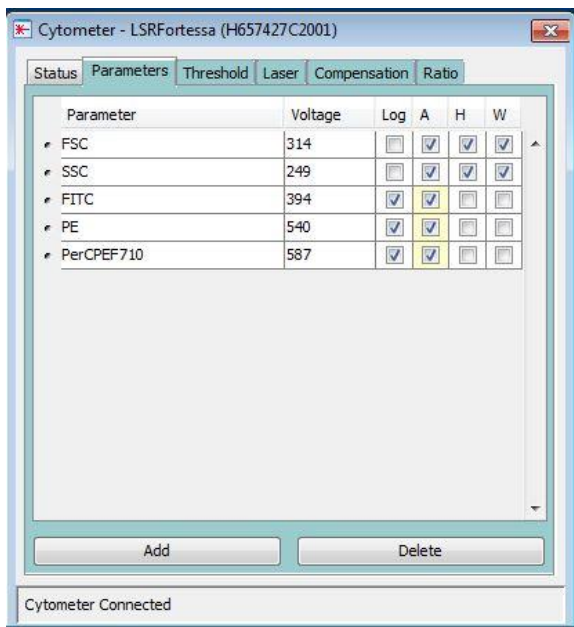 Cytometer - LSRFortessa (H657427C2001)
Status Parameters Threshold Laser Compensation Ratio
Parameter Voltage Log A H W
FSC 314
SSC 249
FITC 394
PE 540
PerCPEF710 587
Add Delete
Cytometer Connected